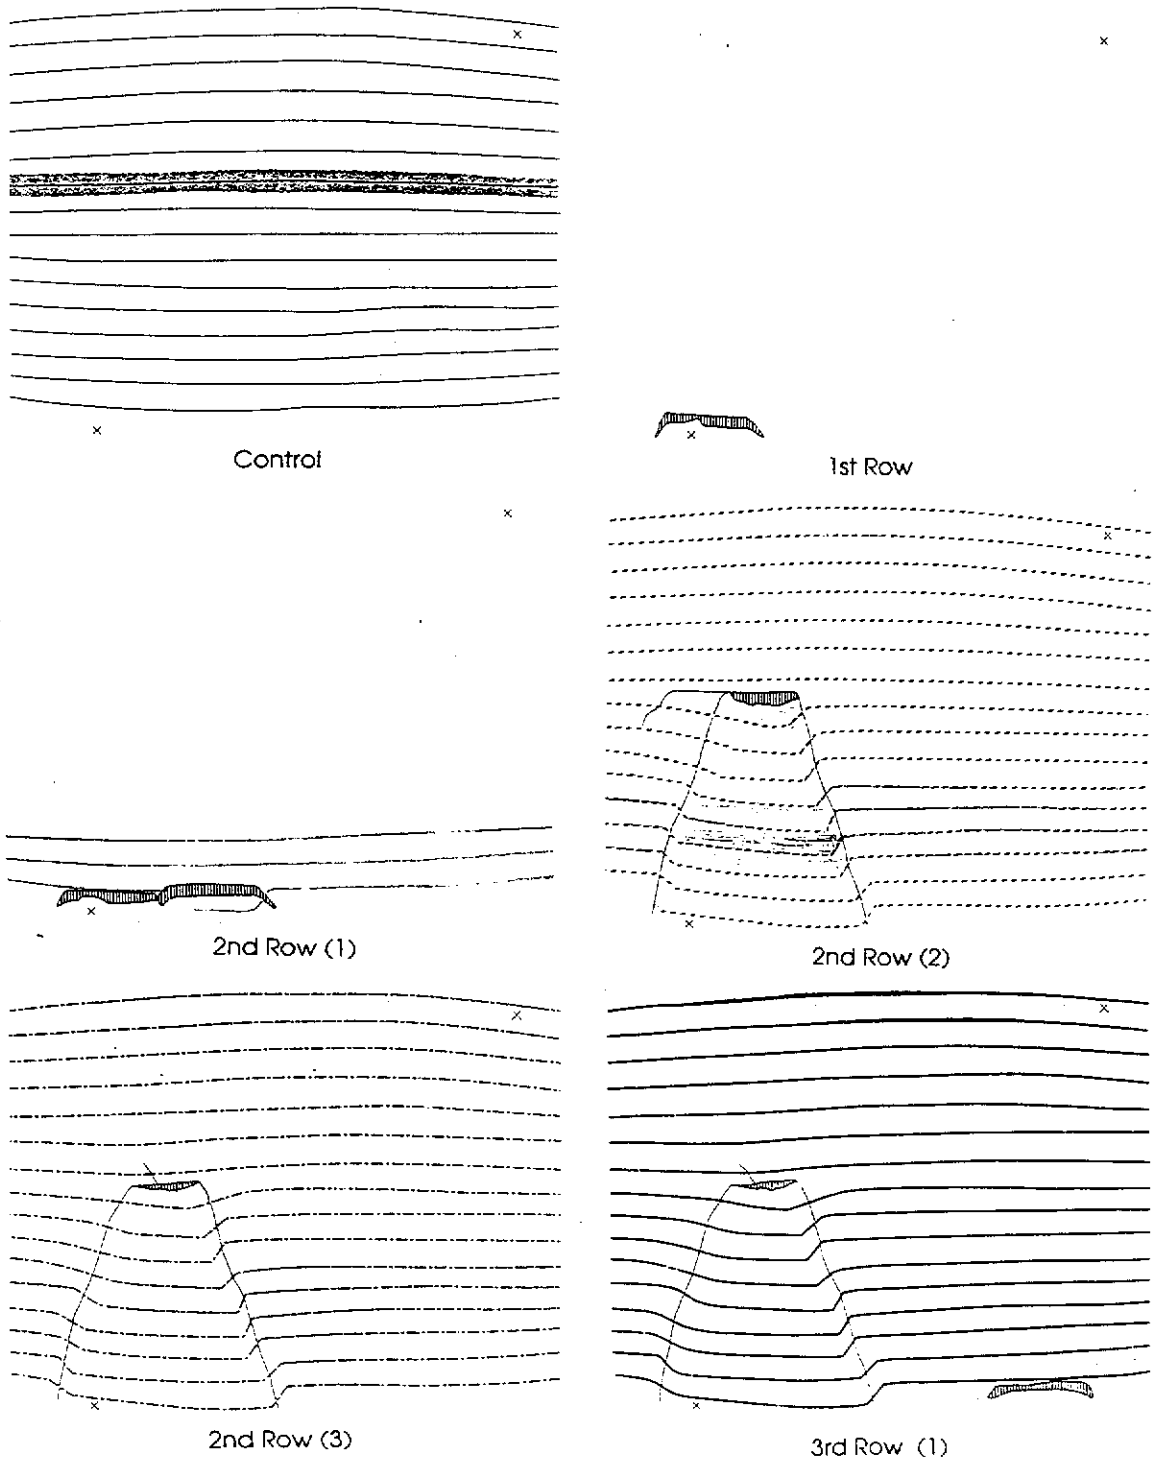 Control
1st Row
2nd Row (1)
2nd Row (2)
2nd Row (3)
3rd Row (1)